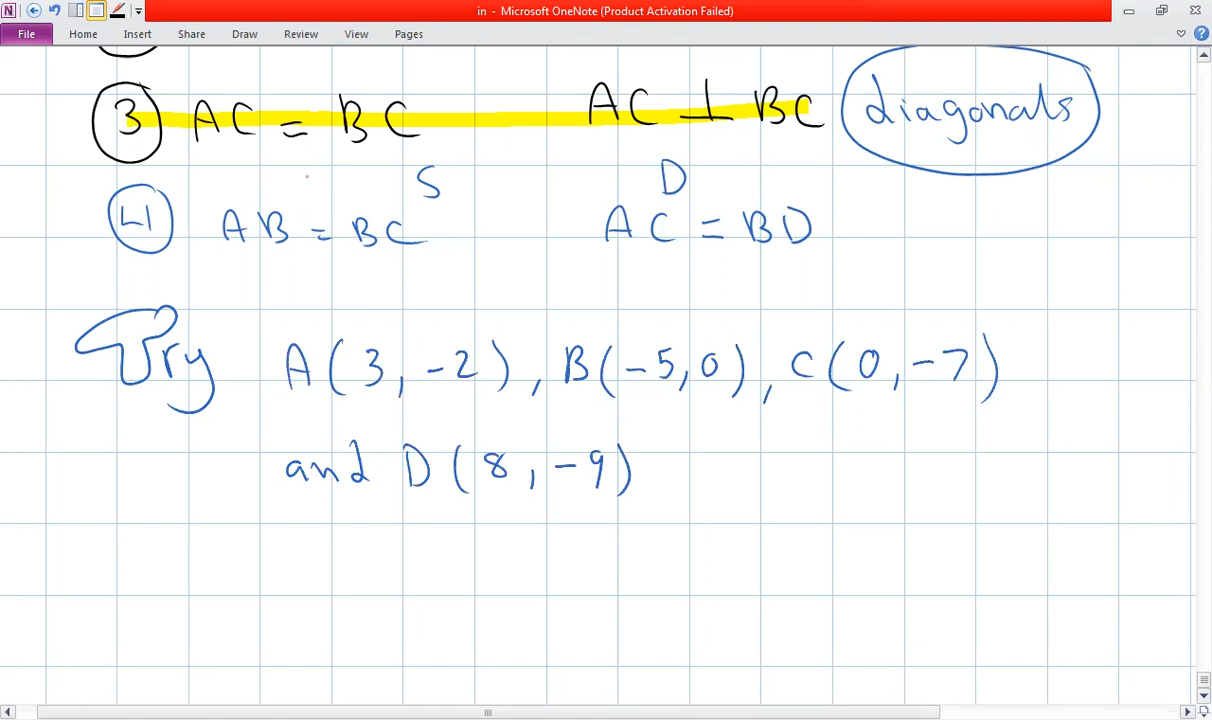 in - Microsoft OneNote (Product Activation Failed)
File Home Insert Share Draw Review View Pages
3 AC = BC AC ⊥ BC diagonals
S D
4 AB = BC AC = BD
Try A(3, -2), B(-5, 0), C(0, -7)
and D(8, -9)